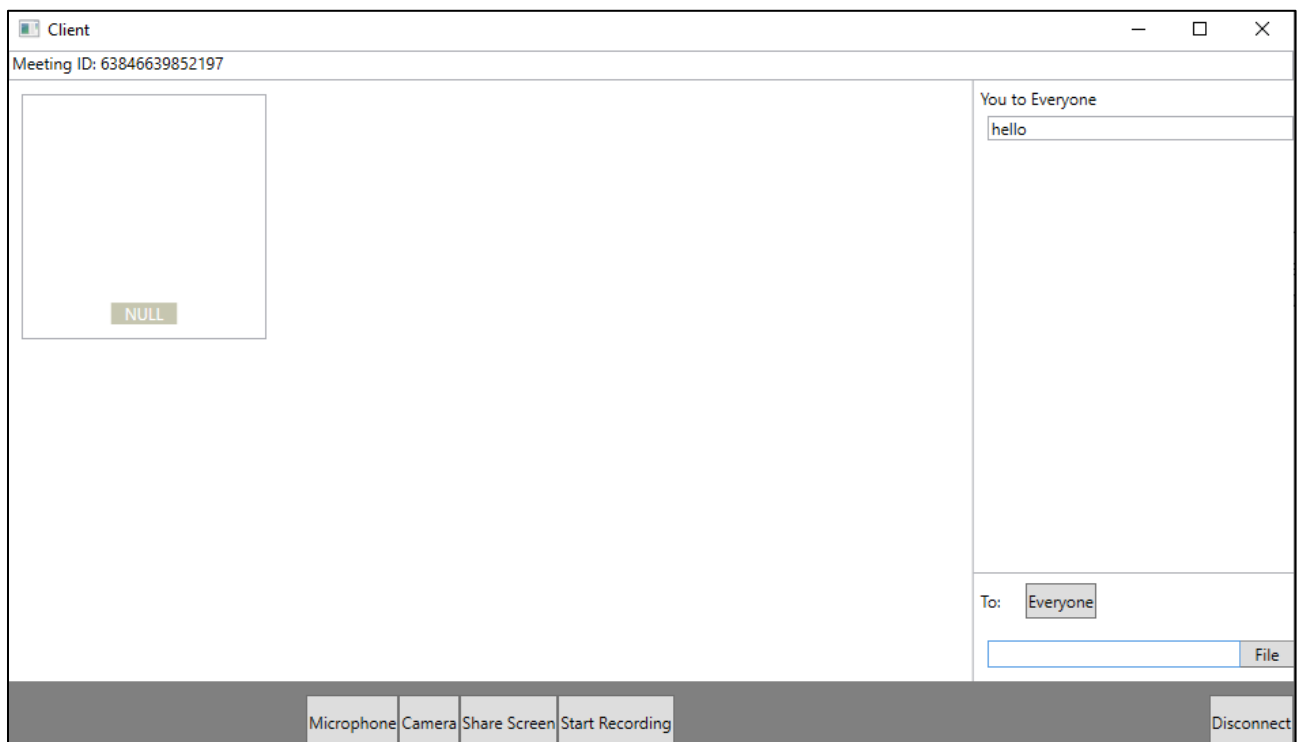 Client
Meeting ID: 63846639852197
You to Everyone
hello
NULL
To: Everyone
File
Microphone Camera Share Screen Start Recording Disconnect